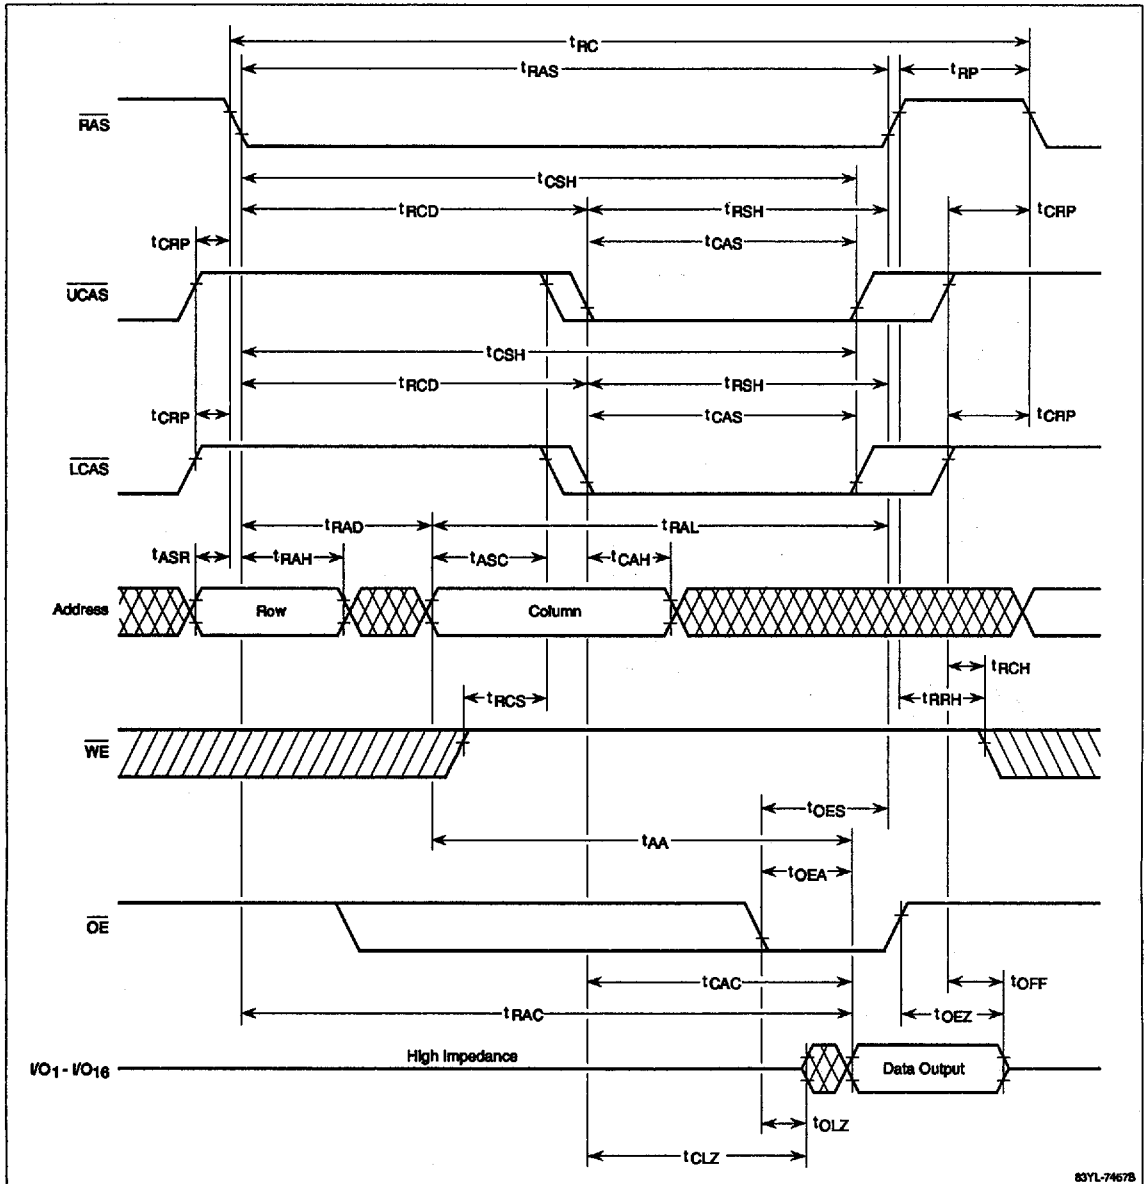 tRC
tRAS
tRP
RAS
tCSH
tRCD
tRSH
tCRP
tCRP
tCAS
UCAS
tCSH
tRCD
tRSH
tCRP
tCAS
tCRP
LCAS
tRAD
tRAL
tASR
tRAH
tASC
tCAH
Address
Row
Column
tRCH
tRCS
tRRH
WE
tOES
tAA
tOEA
OE
tCAC
tOFF
tRAC
tOEZ
High Impedance
I/O1 - I/O16
Data Output
tOLZ
tCLZ
83YL-7467B